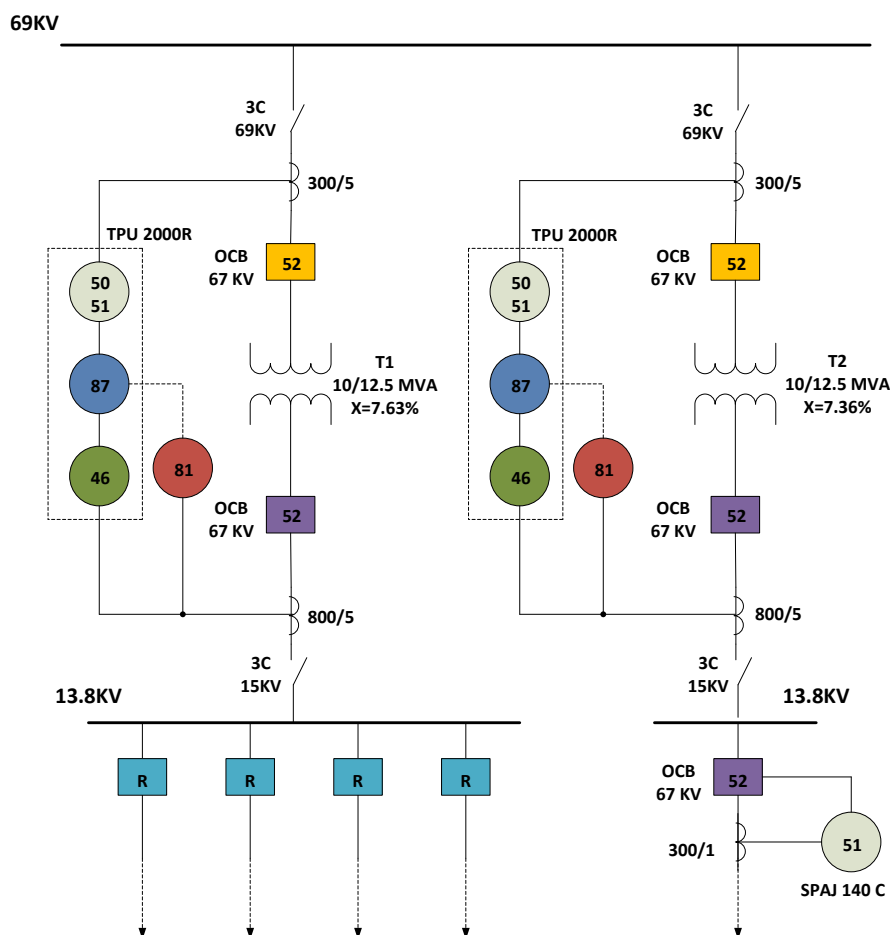 69KV
3C
69KV
3C
69KV
300/5
300/5
TPU 2000R
TPU 2000R
OCB
67 KV
52
OCB
67 KV
52
50
51
50
51
T1
10/12.5 MVA
X=7.63%
T2
10/12.5 MVA
X=7.36%
87
87
46
81
46
81
OCB
67 KV
52
OCB
67 KV
52
800/5
800/5
3C
15KV
3C
15KV
13.8KV
13.8KV
R
R
R
R
OCB
67 KV
52
300/1
51
SPAJ 140 C